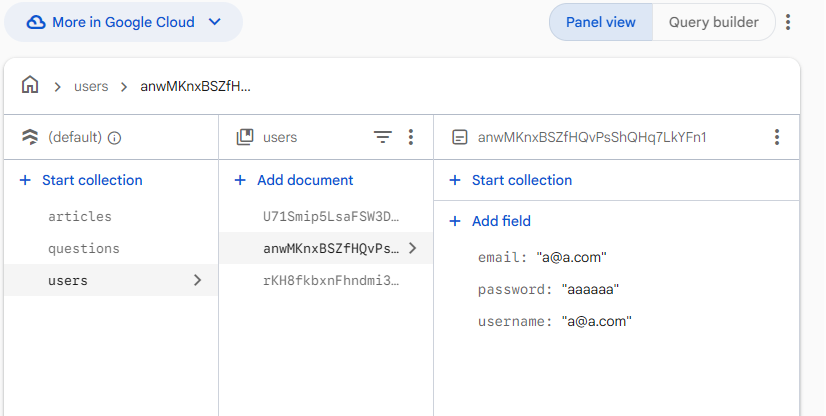 More in Google Cloud
Panel view
Query builder
users
anwMKnxBSZfH...
(default)
users
anwMKnxBSZfHQvPsShQHq7LkYFn1
+ Start collection
+ Add document
+ Start collection
articles
U71Smip5LsaFSW3D…
+ Add field
questions
anwMKnxBSZfHQvPs…
email: "a@a.com"
users
rKH8fkbxnFhndmi3…
password: "aaaaaa"
username: "a@a.com"